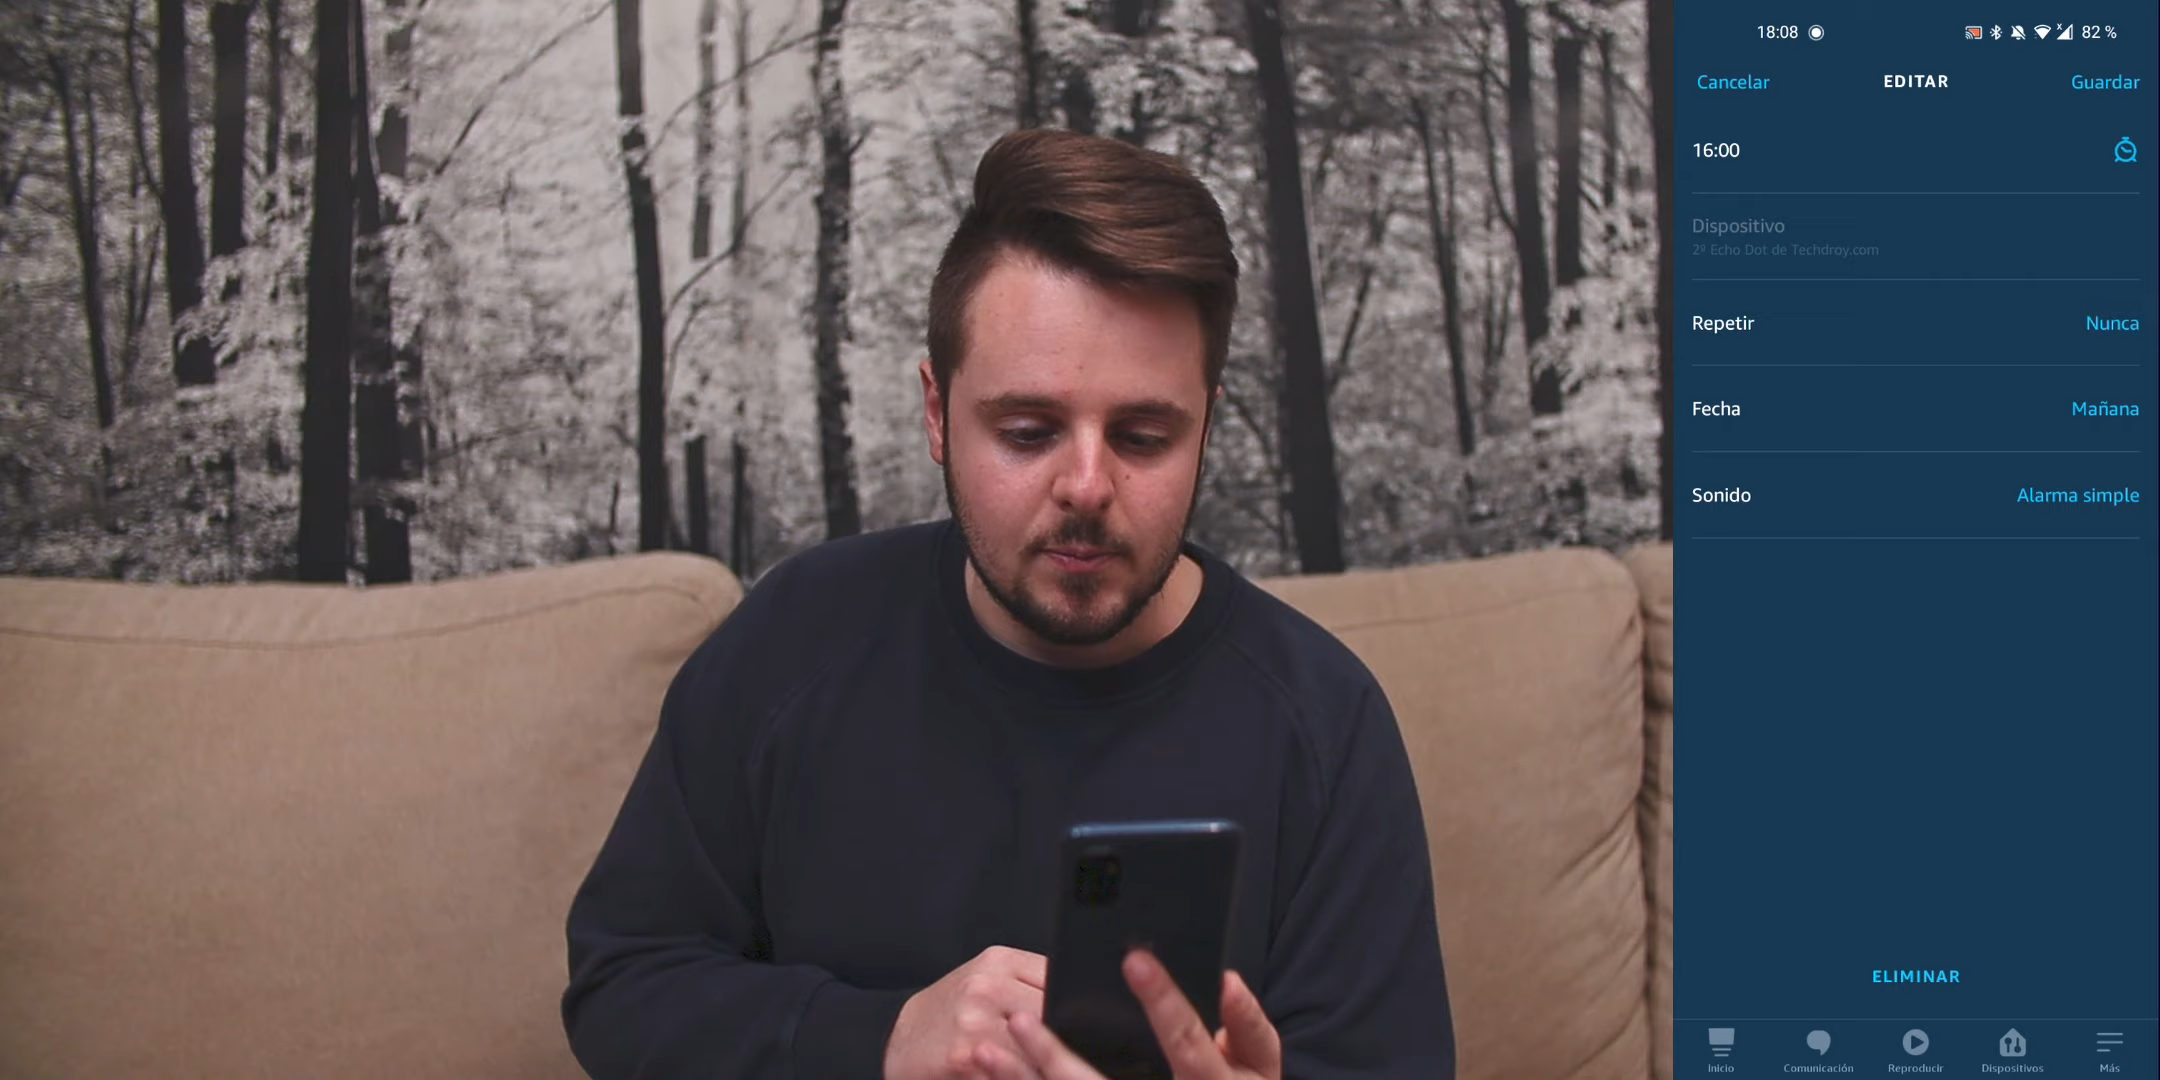 18:08 82 %
Cancelar EDITAR Guardar
16:00
Dispositivo
2º Echo Dot de Techdroy.com
Repetir Nunca
Fecha Mañana
Sonido Alarma simple
ELIMINAR
Inicio Comunicación Reproducir Dispositivos Más